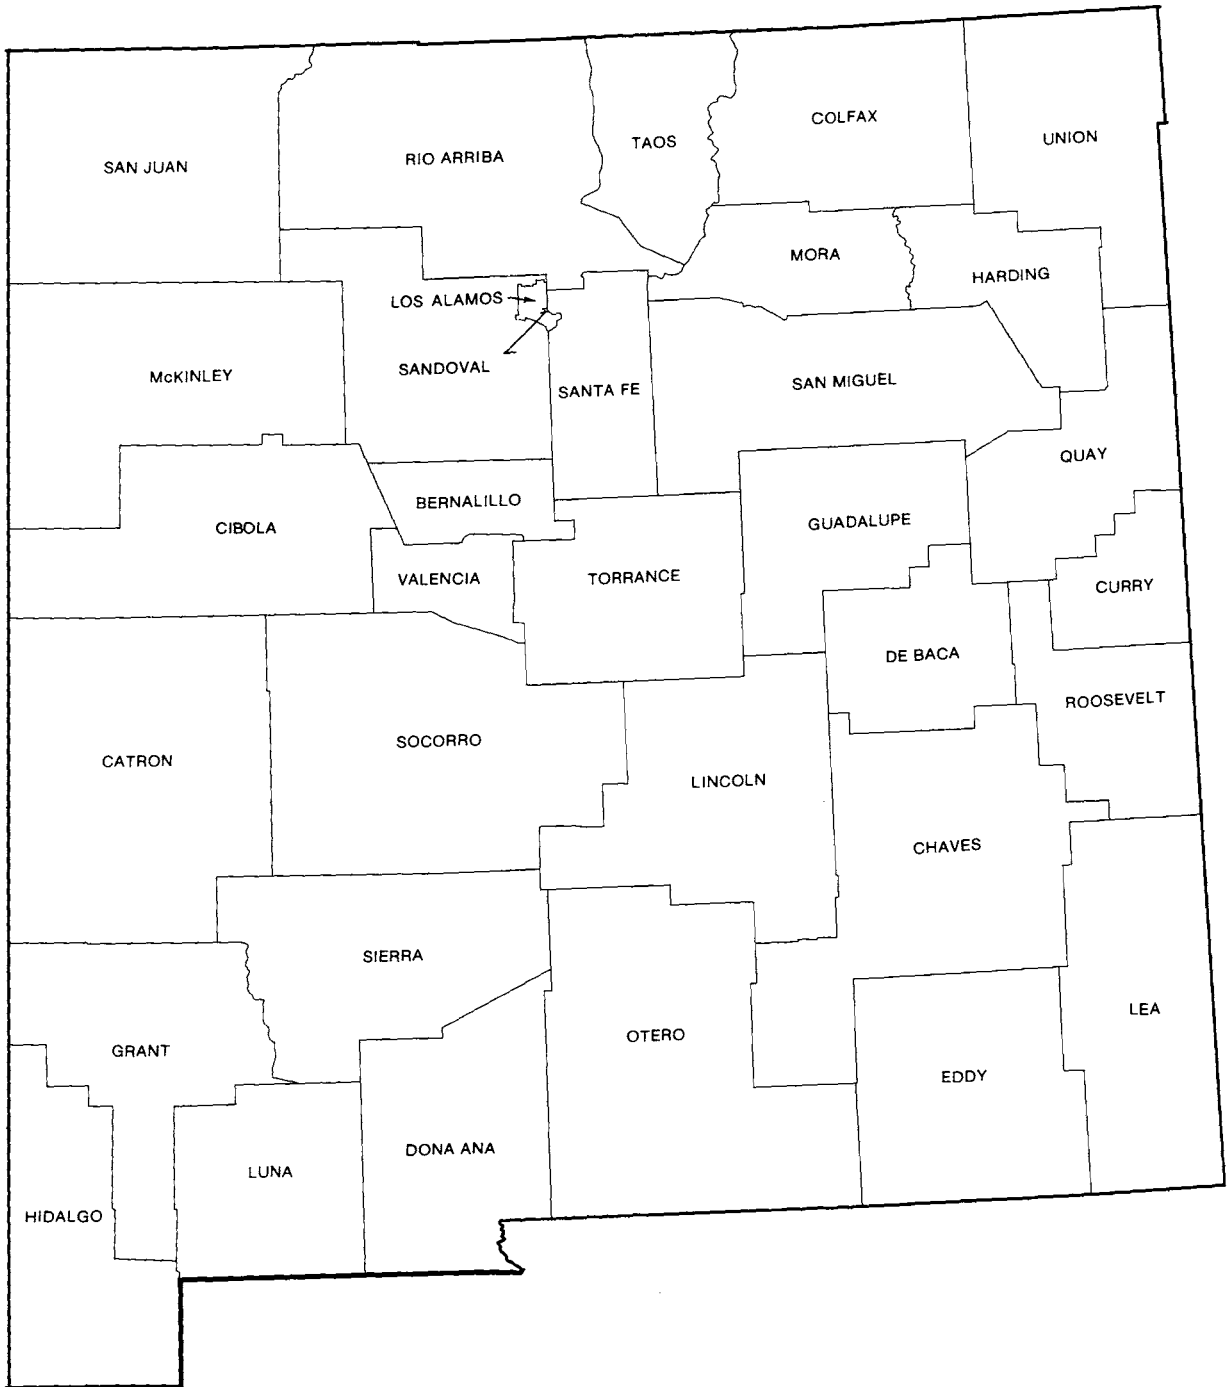 COLFAX
UNION
TAOS
RIO ARRIBA
SAN JUAN
MORA
HARDING
LOS ALAMOS
SANDOVAL
McKINLEY
SANTA FE
SAN MIGUEL
QUAY
BERNALILLO
CIBOLA
GUADALUPE
VALENCIA
TORRANCE
CURRY
DE BACA
ROOSEVELT
SOCORRO
CATRON
LINCOLN
CHAVES
SIERRA
LEA
OTERO
GRANT
EDDY
DONA ANA
LUNA
HIDALGO